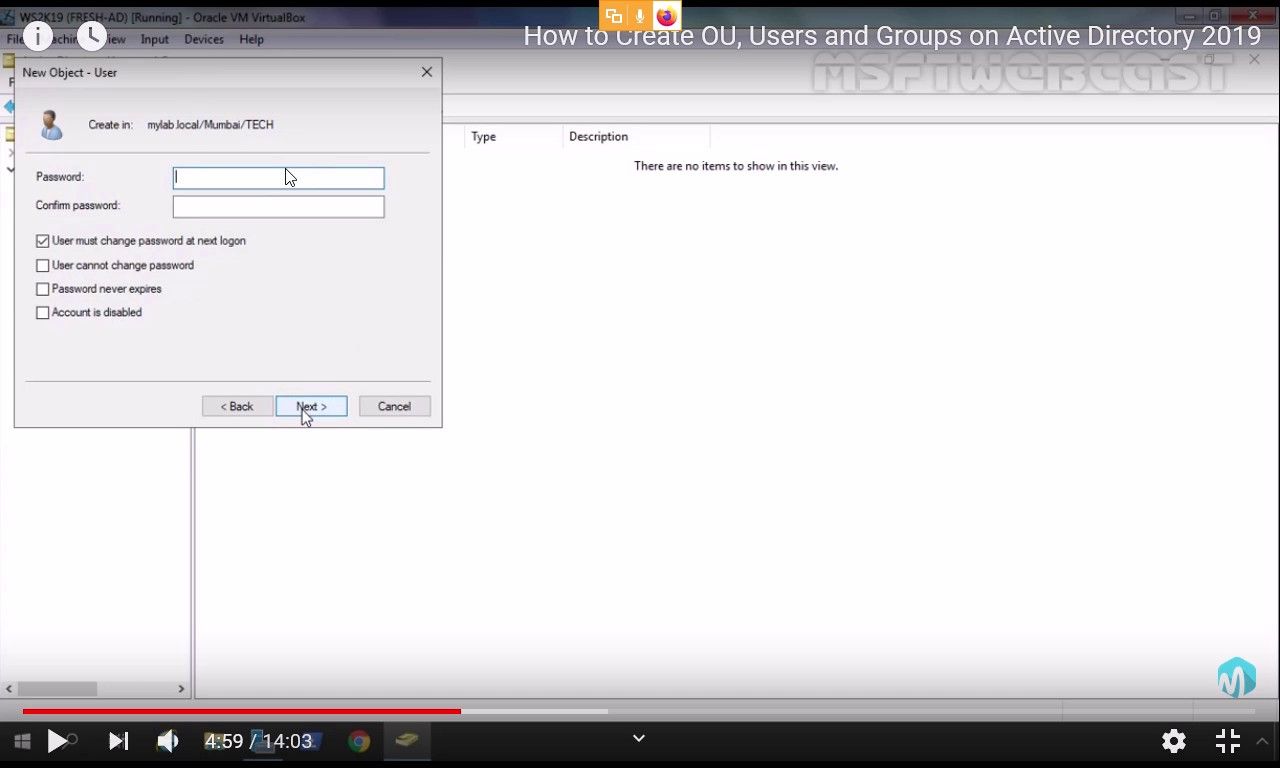 WS2K19 (FRESH-AD) [Running] - Oracle VM VirtualBox
Input Devices Help
How to Create OU, Users and Groups on Active Directory 2019
MSFTWEBCAST
New Object - User
Create in: mylab.local/Mumbai/TECH
Type Description
There are no items to show in this view.
Password:
Confirm password:
User must change password at next logon
User cannot change password
Password never expires
Account is disabled
< Back Next > Cancel
4:59 / 14:03